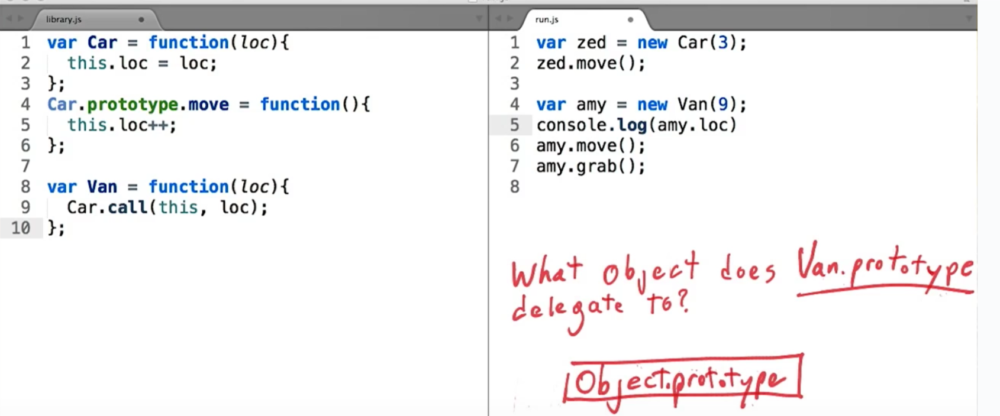 library.js
1 var Car = function(loc){
2 this.loc = loc;
3 };
4 Car.prototype.move = function(){
5 this.loc++;
6 };
7
8 var Van = function(loc){
9 Car.call(this, loc);
10 };
run.js
1 var zed = new Car(3);
2 zed.move();
3
4 var amy = new Van(9);
5 console.log(amy.loc)
6 amy.move();
7 amy.grab();
8
What object does Van.prototype
delegate to?
Object.prototype